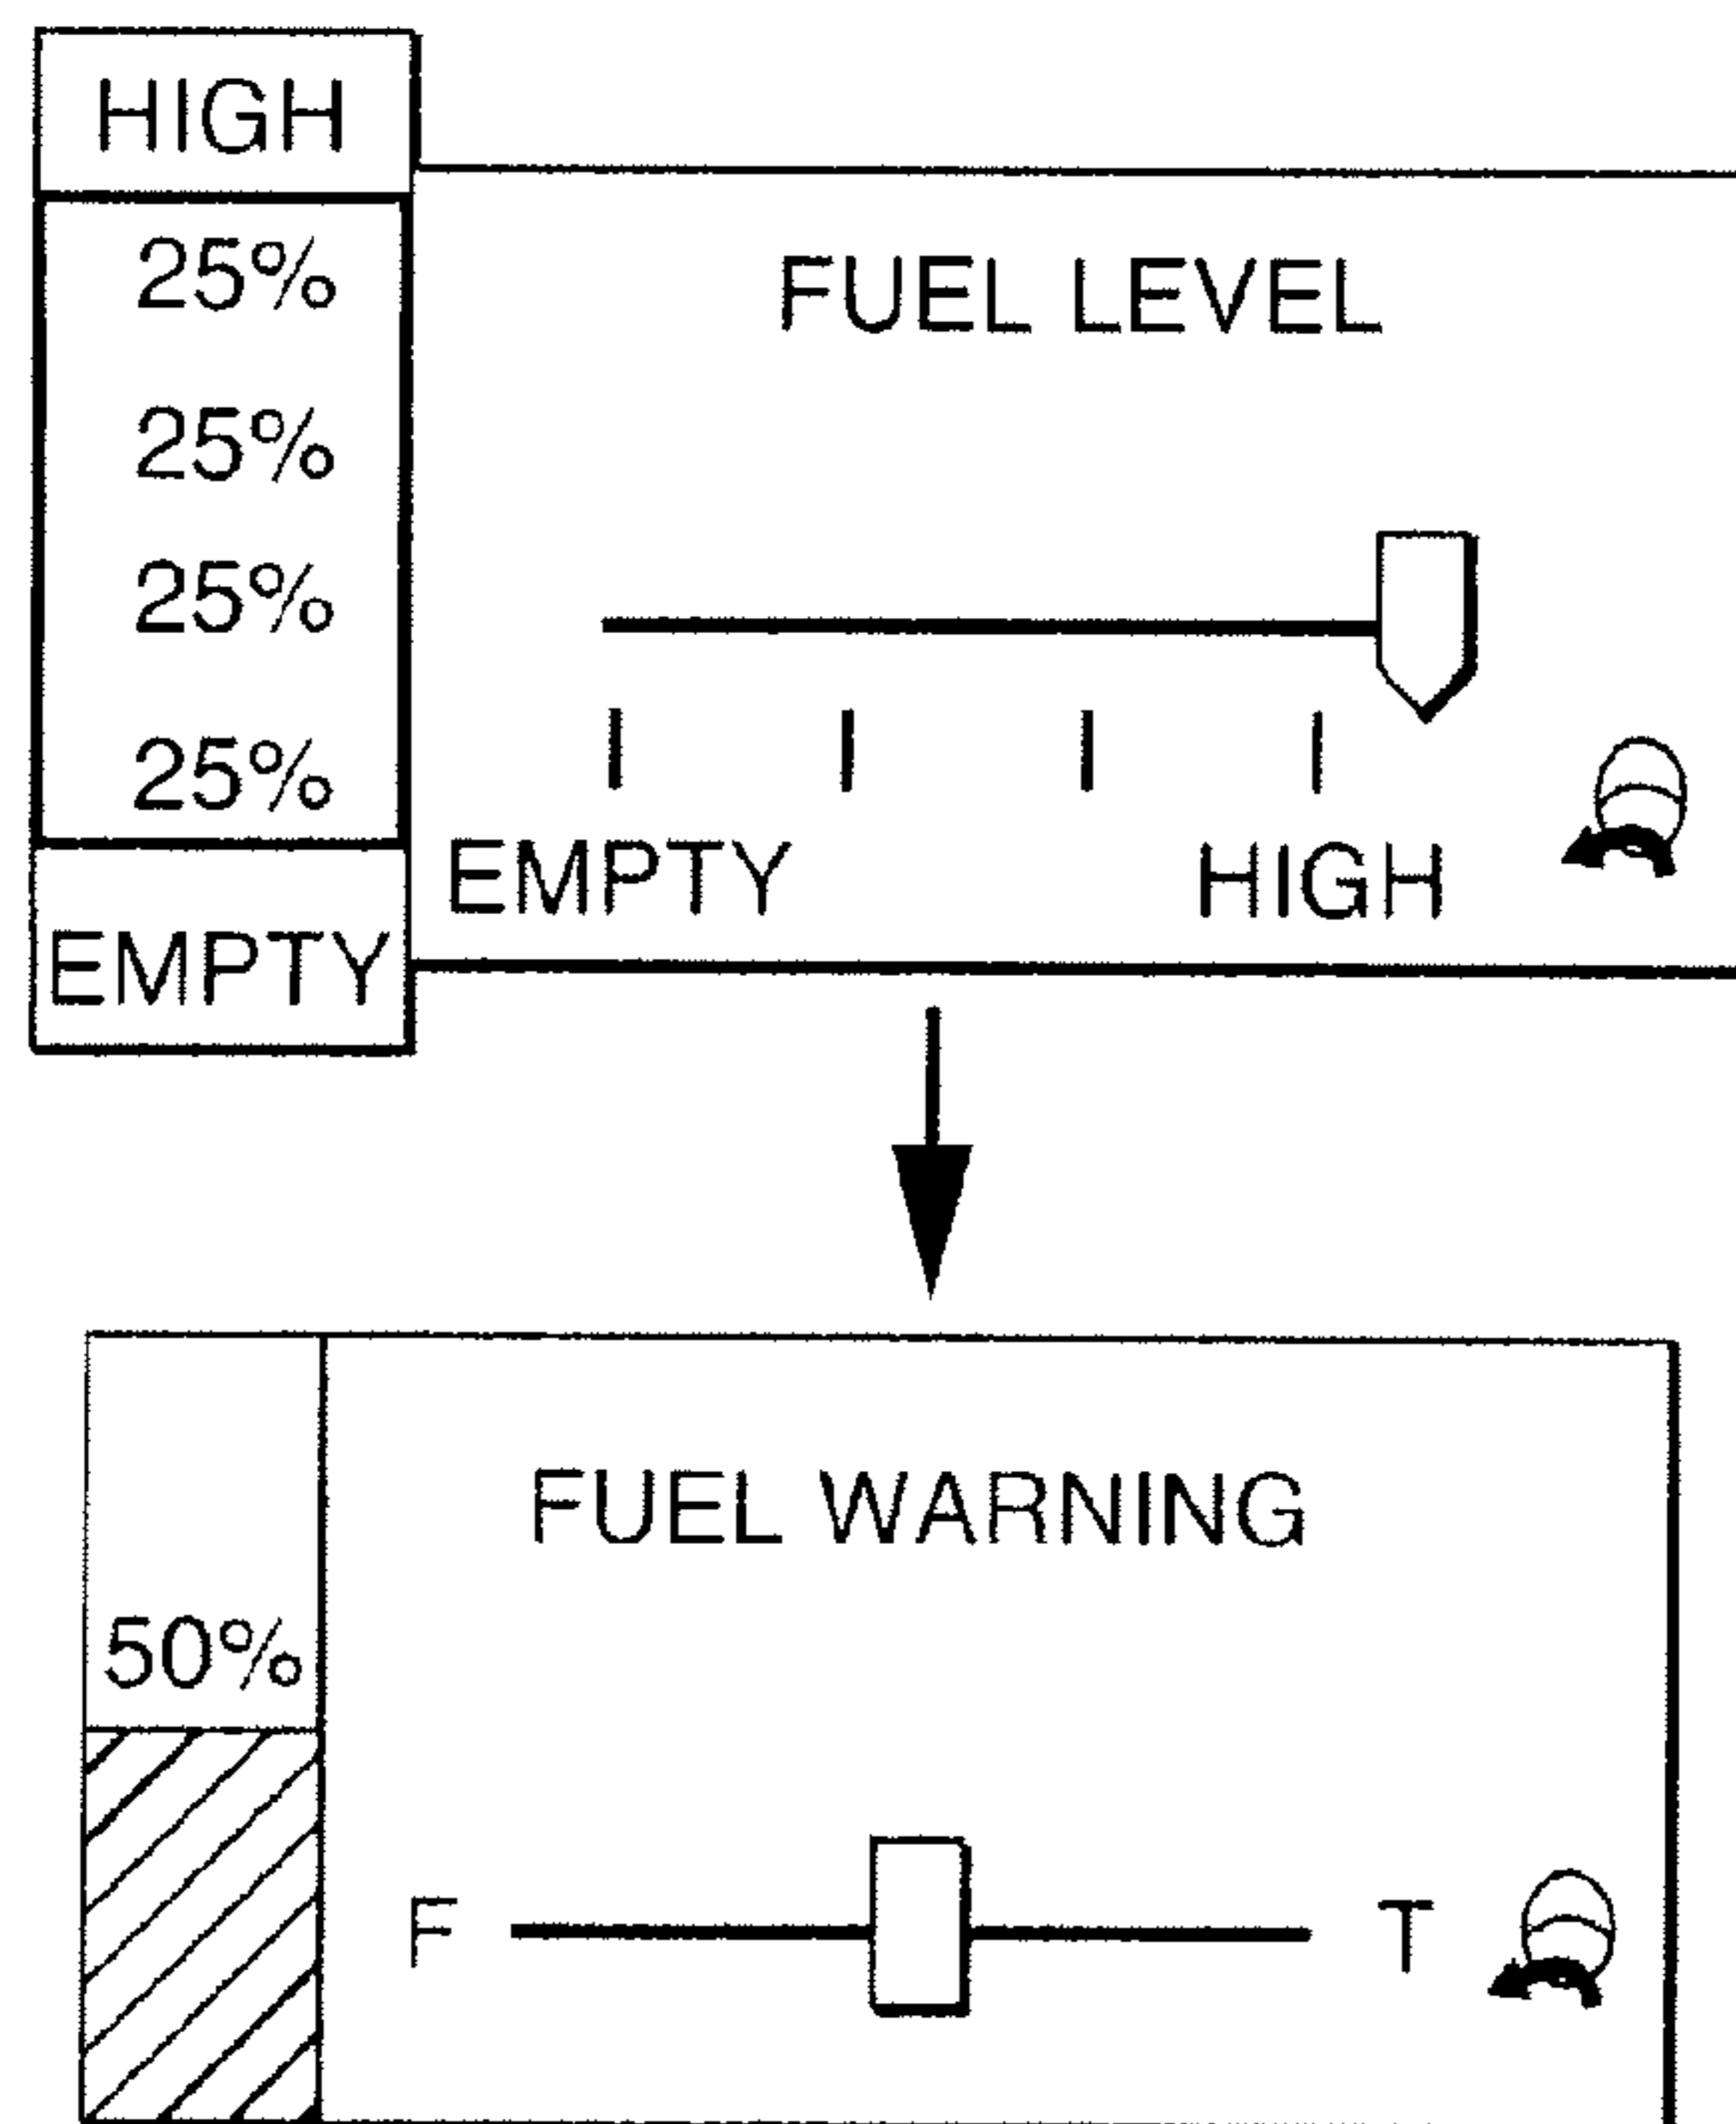 HIGH
25%
25%
25%
25%
EMPTY
FUEL LEVEL
EMPTY HIGH
FUEL WARNING
50%
F T